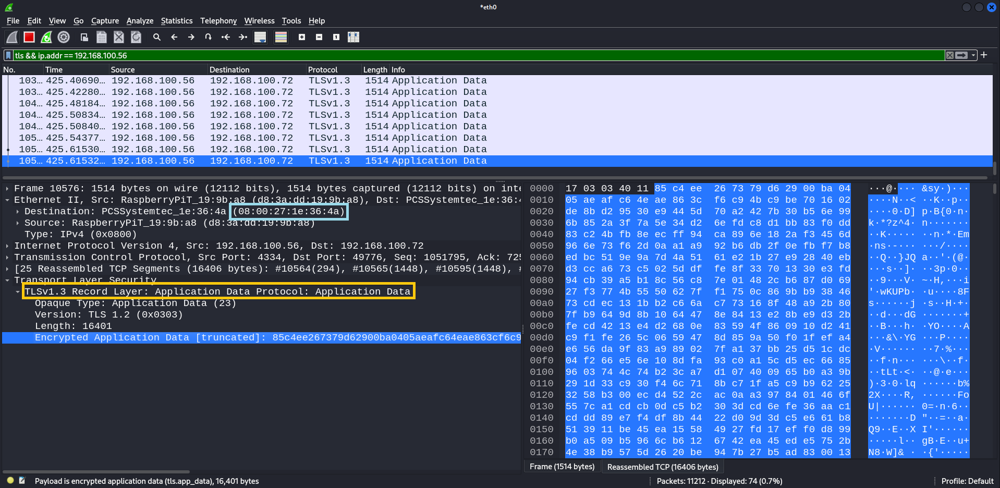 *eth0
File Edit View Go Capture Analyze Statistics Telephony Wireless Tools Help
tls && ip.addr == 192.168.100.56
No. Time Source Destination Protocol Length Info
103… 425.40690… 192.168.100.56 192.168.100.72 TLSv1.3 1514 Application Data
103… 425.42280… 192.168.100.56 192.168.100.72 TLSv1.3 1514 Application Data
104… 425.48184… 192.168.100.56 192.168.100.72 TLSv1.3 1514 Application Data
104… 425.50834… 192.168.100.56 192.168.100.72 TLSv1.3 1514 Application Data
104… 425.50840… 192.168.100.56 192.168.100.72 TLSv1.3 1514 Application Data
105… 425.54377… 192.168.100.56 192.168.100.72 TLSv1.3 1514 Application Data
105… 425.61530… 192.168.100.56 192.168.100.72 TLSv1.3 1514 Application Data
105… 425.61532… 192.168.100.56 192.168.100.72 TLSv1.3 1514 Application Data
Frame 10576: 1514 bytes on wire (12112 bits), 1514 bytes captured (12112 bits) on inte
Ethernet II, Src: RaspberryPiT_19:9b:a8 (d8:3a:dd:19:9b:a8), Dst: PCSSystemtec_1e:36:4
Destination: PCSSystemtec_1e:36:4a (08:00:27:1e:36:4a)
Source: RaspberryPiT_19:9b:a8 (d8:3a:dd:19:9b:a8)
Type: IPv4 (0x0800)
Internet Protocol Version 4, Src: 192.168.100.56, Dst: 192.168.100.72
Transmission Control Protocol, Src Port: 4334, Dst Port: 49776, Seq: 1051795, Ack: 725
[25 Reassembled TCP Segments (16406 bytes): #10564(294), #10565(1448), #10595(1448), #
Transport Layer Security
TLSv1.3 Record Layer: Application Data Protocol: Application Data
Opaque Type: Application Data (23)
Version: TLS 1.2 (0x0303)
Length: 16401
Encrypted Application Data [truncated]: 85c4ee267379d62900ba0405aeafc64eae863cf6c9
0000 17 03 03 40 11 85 c4 ee 26 73 79 d6 29 00 ba 04 ···@···· &sy·)···
0010 05 ae af c6 4e ae 86 3c f6 c9 4b c9 be 70 16 02 ····N··< ··K··p··
0020 de 8b d2 95 30 e9 44 5d 70 a2 42 7b 30 b5 6e 99 ····0·D] p·B{0·n·
0030 6b 85 2a 3f 7a 5e 34 d2 6e fd c8 d1 bb 83 f0 dd k·*?z^4· n·······
0040 83 c2 4b fb 8e ec ff 94 ca 89 6e 18 2a f3 45 6d ··K····· ··n·*·Em
0050 96 6e 73 f6 2d 0a a1 a9 92 b6 db 2f 0e fb f7 b8 ·ns·-··· ···/····
0060 ed bc 51 9e 9a 7d 4a 51 61 e2 1b 27 e9 28 40 eb ··Q··}JQ a··'·(@·
0070 d3 cc a6 73 c5 02 5d df fe 8f 33 70 13 30 e3 fd ···s··]· ··3p·0··
0080 94 cb 39 a5 b1 8c 56 c8 7e 01 48 2c b6 87 d0 69 ··9···V· ~·H,···i
0090 27 f3 77 4b 55 50 62 7f f1 75 0c 86 9b b9 38 46 '·wKUPb· ·u····8F
00a0 73 cd ec 13 1b b2 c6 6a c7 73 16 8f 48 a9 2b 80 s······j ·s··H·+·
00b0 7f b9 64 9d 8b 10 64 47 8e 84 13 e2 8b e9 d3 2b ··d···dG ·······+
00c0 fe cd 42 13 e4 d2 68 0e 83 59 4f 86 09 10 d2 41 ··B···h· ·YO····A
00d0 c9 f1 fe 26 5c 06 59 47 8d 85 9a 50 f0 1f ef a4 ···&\·YG ···P····
00e0 e6 56 da 9f 83 a9 89 02 7f a1 37 bb 25 d5 1c dc ·V······ ··7·%···
00f0 04 f2 66 e5 6e 10 8d fa 93 c0 a1 5c d5 ec 66 85 ··f·n··· ···\··f·
0100 96 03 74 4c 74 b2 3c a7 d1 07 40 09 65 b0 a3 9b ··tLt·<· ··@·e···
0110 29 1d 33 c9 30 f4 6c 71 8b c7 1f a5 c9 b9 62 25 )·3·0·lq ······b%
0120 32 58 b3 00 ec d4 52 2c ac 0a a3 97 84 01 46 6f 2X····R, ······Fo
0130 55 7c a1 cd cb 0d c5 b2 30 3d cd 6e fe 36 aa c1 U|······ 0=·n·6··
0140 cd dd 89 e7 f4 df 8b 44 22 d0 9d 3d c5 e6 61 b8 ·······D "··=··a·
0150 51 39 11 be 45 ea 15 58 49 27 fd 17 ef f0 d8 99 Q9··E··X I'······
0160 b0 a5 09 b5 96 6c b6 12 67 42 ea 45 ed e5 75 2b ·····l·· gB·E··u+
0170 4e 38 b9 57 5d 26 20 be 94 7b 27 b5 ad 83 00 13 N8·W]& · ·{'·····
Frame (1514 bytes) Reassembled TCP (16406 bytes)
Payload is encrypted application data (tls.app_data), 16,401 bytes Packets: 11212 · Displayed: 74 (0.7%) Profile: Default